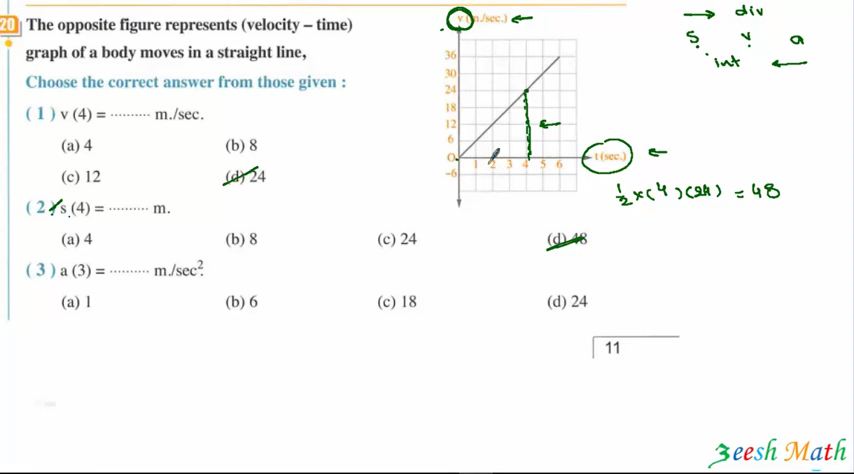 20 The opposite figure represents (velocity – time)
graph of a body moves in a straight line,
Choose the correct answer from those given :
( 1 ) v (4) = ·········· m./sec.
(a) 4 (b) 8
(c) 12 (d) 24
( 2 ) s (4) = ·········· m.
(a) 4 (b) 8 (c) 24 (d) 48
( 3 ) a (3) = ·········· m./sec².
(a) 1 (b) 6 (c) 18 (d) 24
v (m./sec.)
36
30
24
18
12
6
O 1 2 3 4 5 6 t (sec.)
-6
→ div
S v a
int ←
½ × (4) (24) = 48
11
Zeesh Math